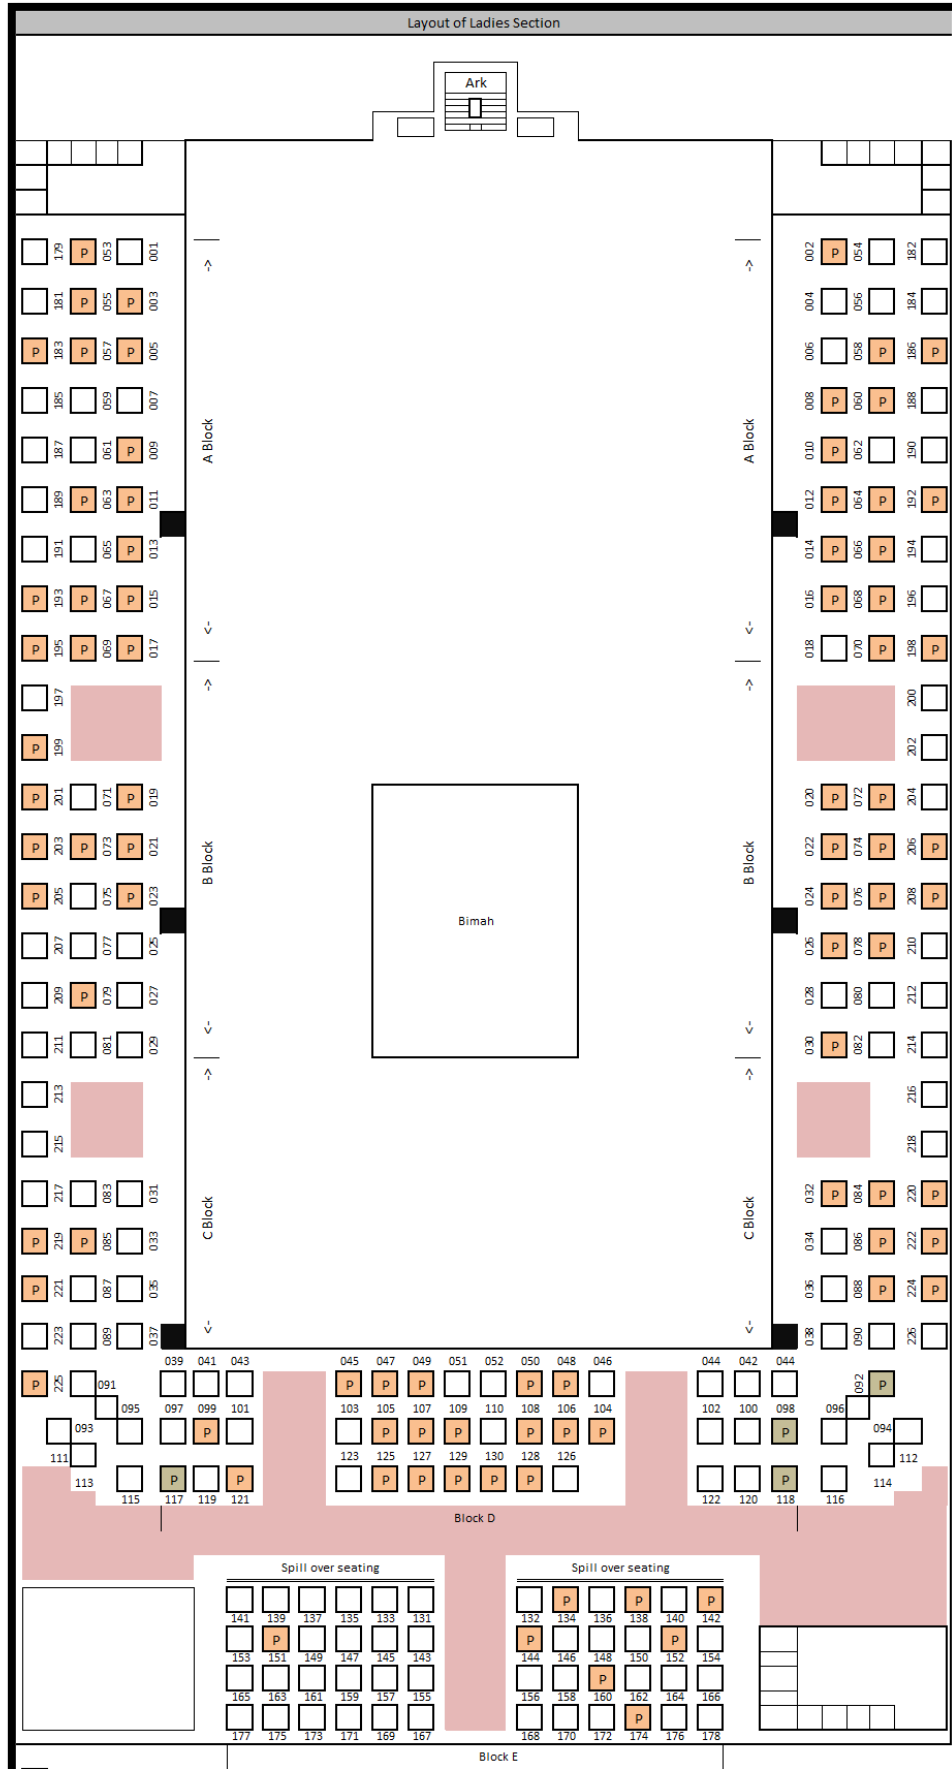 Layout of Ladies Section
Ark
179 P 053 001 002 P 054 182
-> ->
181 P 055 P 003 004 056 184
P 183 P 057 P 005 006 058 P 186 P
185 059 007 008 P 060 P 188
A Block A Block
187 061 P 009 010 P 062 190
189 P 063 P 011 012 P 064 P 192 P
191 065 P 013 014 P 066 P 194
P 193 P 067 P 015 016 P 068 P 196
<- <-
P 195 P 069 P 017 018 070 P 198 P
-> ->
197 200
P 199 202
P 201 071 P 019 020 P 072 P 204
P 203 P 073 P 021 022 P 074 P 206 P
B Block B Block
P 205 075 P 023 024 P 076 P 208 P
Bimah
207 077 025 026 P 078 P 210
209 P 079 027 028 080 212
<- <-
211 081 029 030 P 082 214
-> ->
213 216
215 218
217 083 031 032 P 084 P 220 P
C Block C Block
P 219 P 085 033 034 086 P 222 P
P 221 087 035 036 088 P 224 P
<- <-
223 089 037 038 090 226
039 041 043 045 047 049 051 052 050 048 046 044 042 044
P 225 091 P P P P P 092 P
093 095 097 099 101 103 105 107 109 110 108 106 104 102 100 098 096 094
P P P P P P P P
111 123 125 127 129 130 128 126 112
113 P P P P P P P P 114
115 117 119 121 122 120 118 116
Block D
Spill over seating Spill over seating
P P P
141 139 137 135 133 131 132 134 136 138 140 142
P P P
153 151 149 147 145 143 144 146 148 150 152 154
P
165 163 161 159 157 155 156 158 160 162 164 166
P
177 175 173 171 169 167 168 170 172 174 176 178
Block E